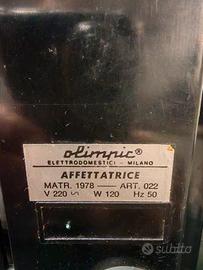 olimpic®
ELETTRODOMESTICI - MILANO
AFFETTATRICE
MATR. 1978 — ART. 022
V 220 ∿ W 120 Hz 50
subito